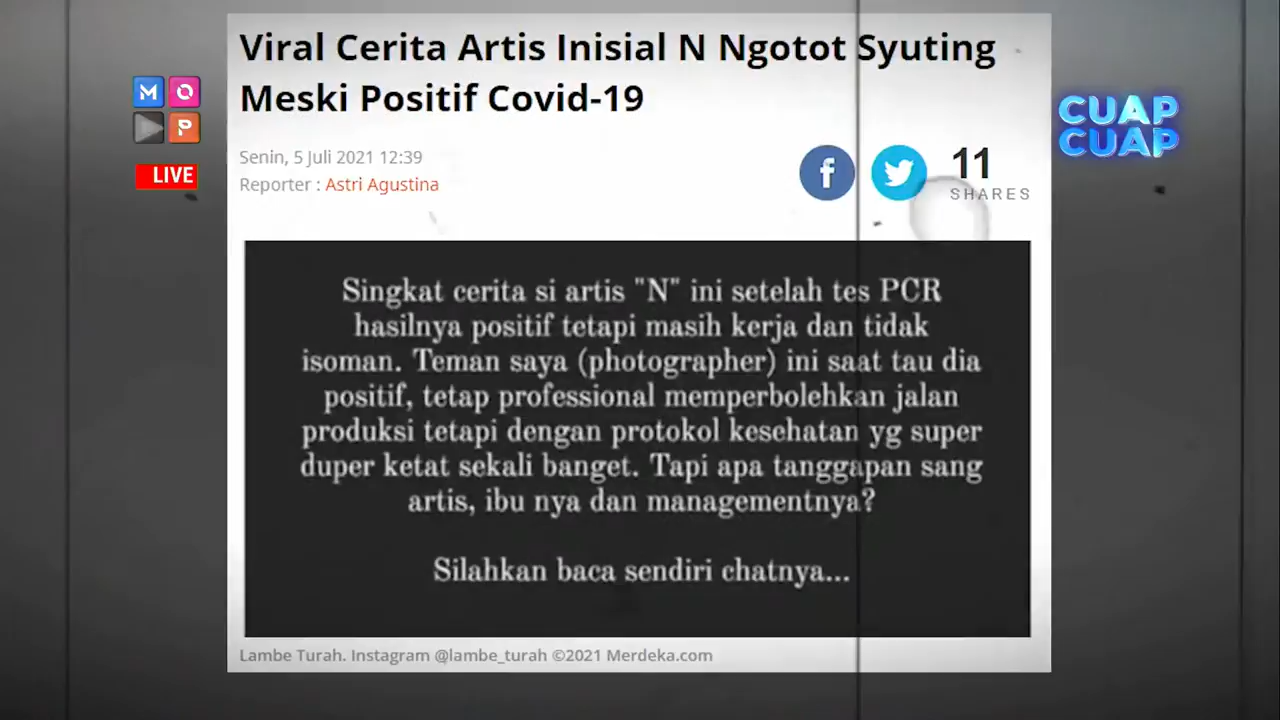 Viral Cerita Artis Inisial N Ngotot Syuting
Meski Positif Covid-19
M O
P
LIVE
CUAP
CUAP
Senin, 5 Juli 2021 12:39
Reporter : Astri Agustina
f
11
SHARES
Singkat cerita si artis "N" ini setelah tes PCR
hasilnya positif tetapi masih kerja dan tidak
isoman. Teman saya (photographer) ini saat tau dia
positif, tetap professional memperbolehkan jalan
produksi tetapi dengan protokol kesehatan yg super
duper ketat sekali banget. Tapi apa tanggapan sang
artis, ibu nya dan managementnya?
Silahkan baca sendiri chatnya...
Lambe Turah. Instagram @lambe_turah ©2021 Merdeka.com